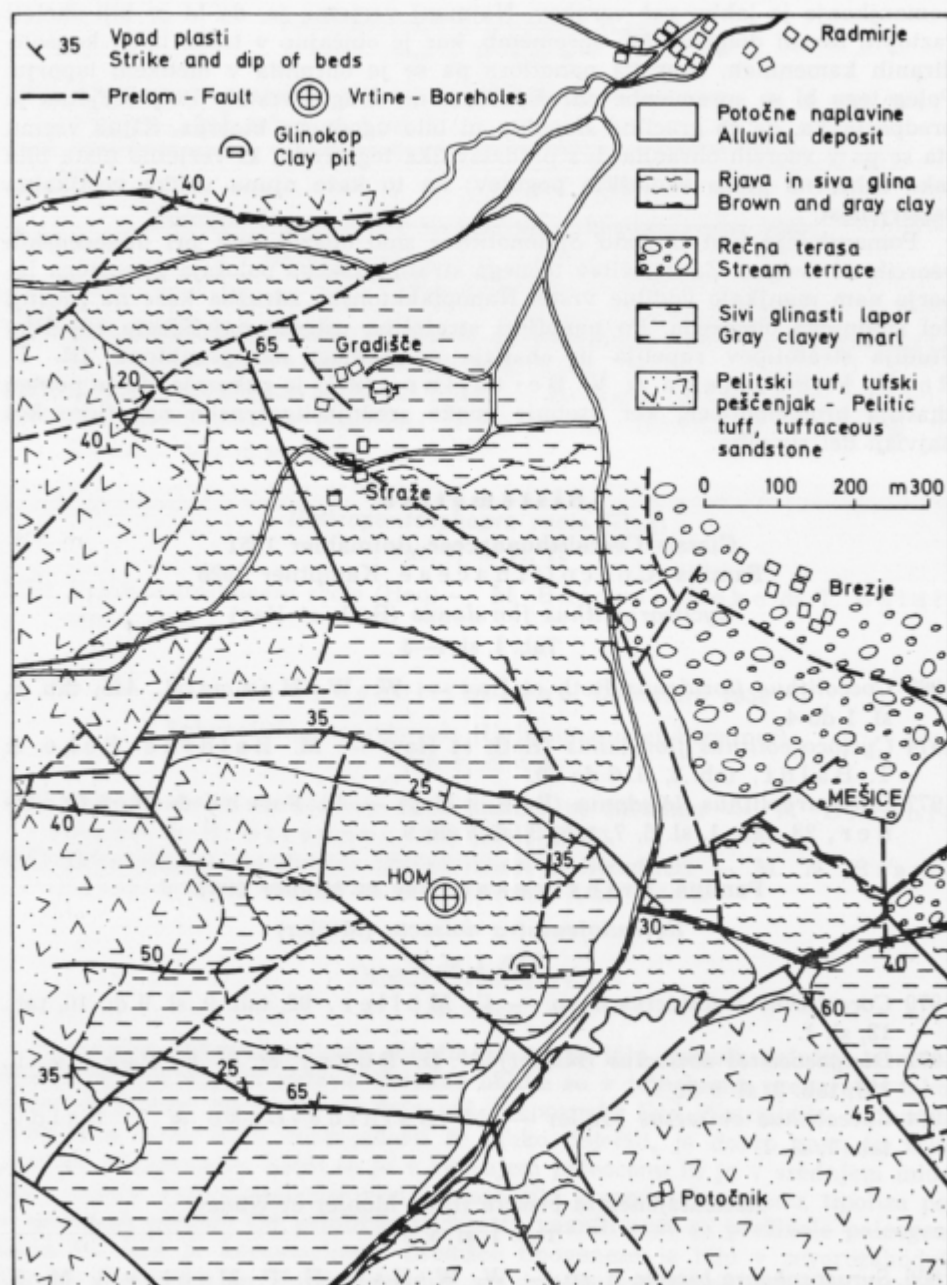 35 Vpad plasti
Strike and dip of beds
Prelom - Fault
Vrtine - Boreholes
Glinokop
Clay pit
Radmirje
Potočne naplavine
Alluvial deposit
Rjava in siva glina
Brown and gray clay
Rečna terasa
Stream terrace
Sivi glinasti lapor
Gray clayey marl
Pelitski tuf, tufski
peščenjak - Pelitic
tuff, tuffaceous
sandstone
0 100 200 m 300
40
65
Gradišče
20
40
Straže
Brezje
35
25
MEŠICE
40
35
HOM
30
50
40
60
35
25
65
45
Potočnik